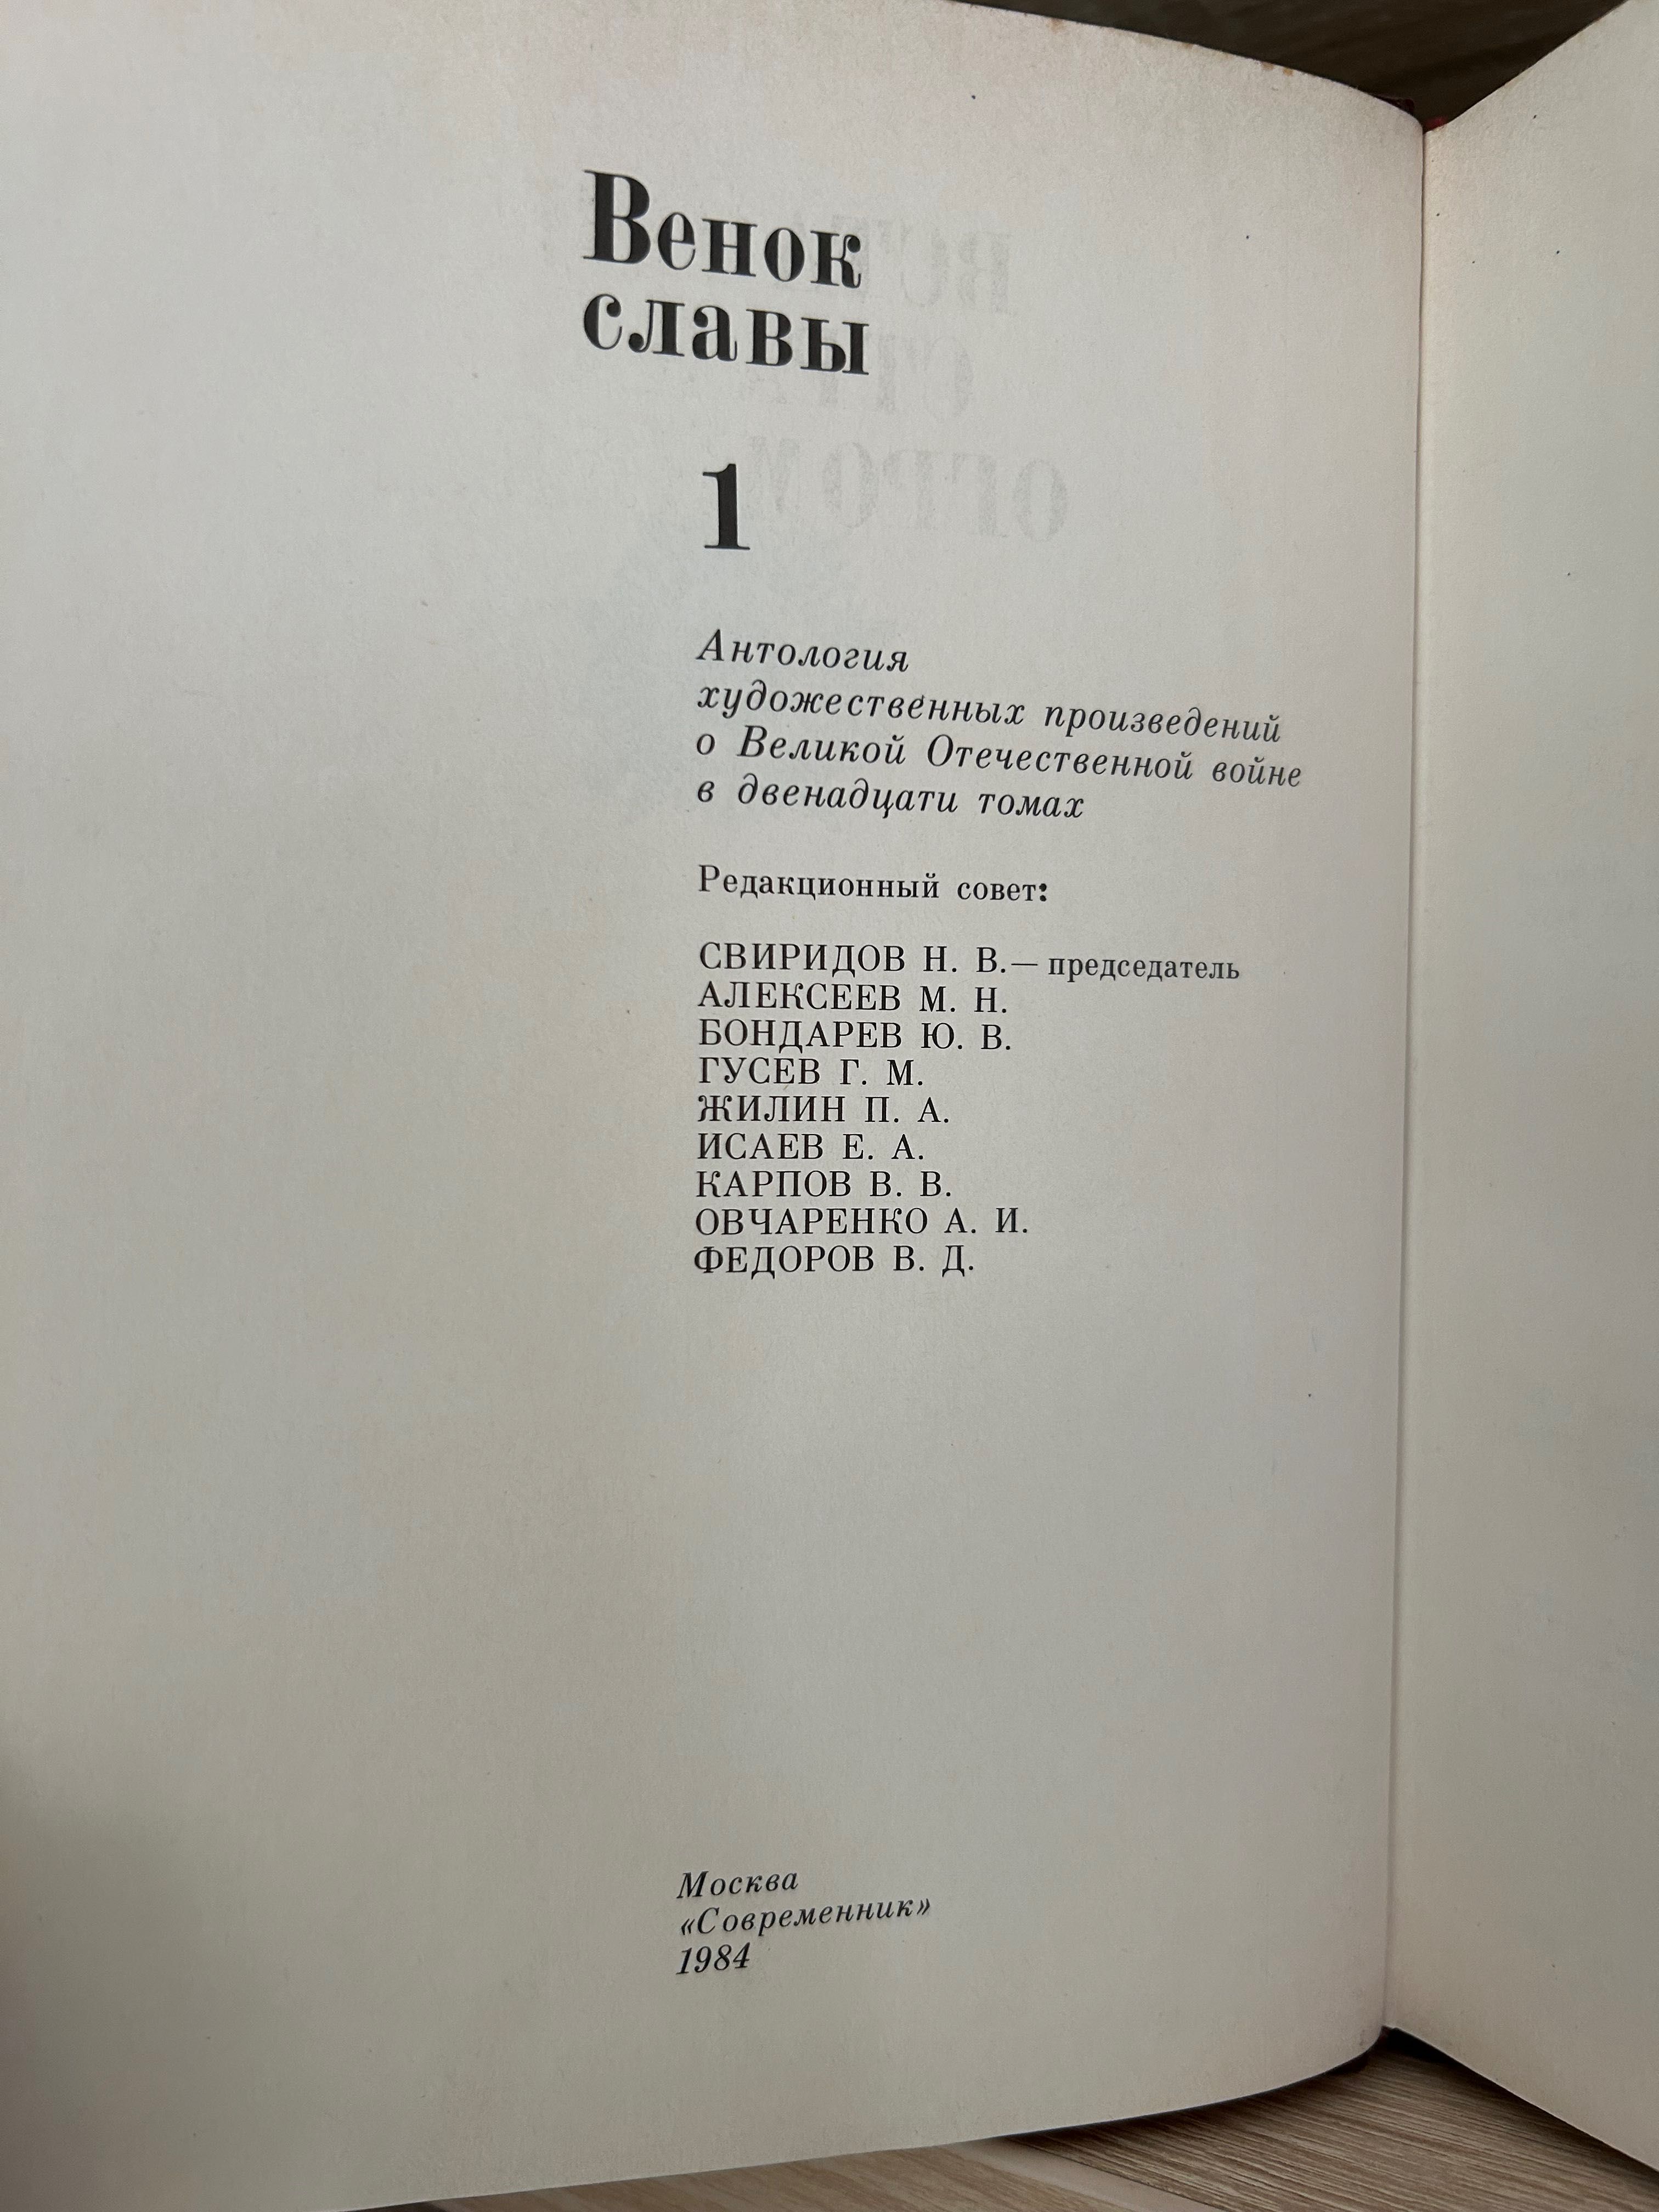 Венок
славы
1
Антология
художественных произведений
о Великой Отечественной войне
в двенадцати томах
Редакционный совет:
СВИРИДОВ Н. В.— председатель
АЛЕКСЕЕВ М. Н.
БОНДАРЕВ Ю. В.
ГУСЕВ Г. М.
ЖИЛИН П. А.
ИСАЕВ Е. А.
КАРПОВ В. В.
ОВЧАРЕНКО А. И.
ФЕДОРОВ В. Д.
Москва
«Современник»
1984